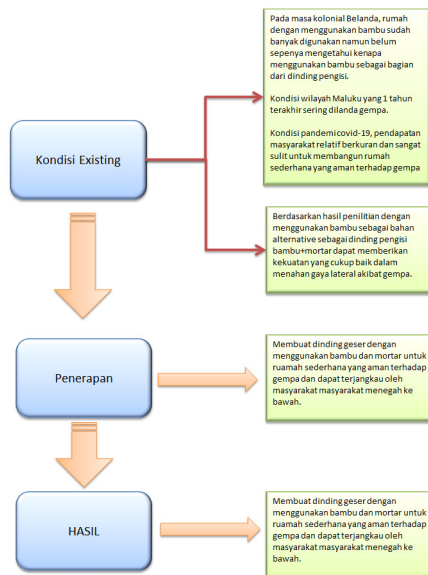 Pada masa kolonial Belanda, rumah
dengan menggunakan bambu sudah
banyak digunakan namun belum
sepenya mengetahui kenapa
menggunakan bambu sebagai bagian
dari dinding pengisi.
Kondisi wilayah Maluku yang 1 tahun
terakhir sering dilanda gempa.
Kondisi pandemi covid-19, pendapatan
masyarakat relatif berkuran dan sangat
sulit untuk membangun rumah
sederhana yang aman terhadap gempa
Kondisi Existing
Berdasarkan hasil penilitian dengan
menggunakan bambu sebagai bahan
alternative sebagai dinding pengisi
bambu+mortar dapat memberikan
kekuatan yang cukup baik dalam
menahan gaya lateral akibat gempa.
Penerapan
Membuat dinding geser dengan
menggunakan bambu dan mortar untuk
ruamah sederhana yang aman terhadap
gempa dan dapat terjangkau oleh
masyarakat masyarakat menegah ke
bawah.
HASIL
Membuat dinding geser dengan
menggunakan bambu dan mortar untuk
ruamah sederhana yang aman terhadap
gempa dan dapat terjangkau oleh
masyarakat masyarakat menegah ke
bawah.